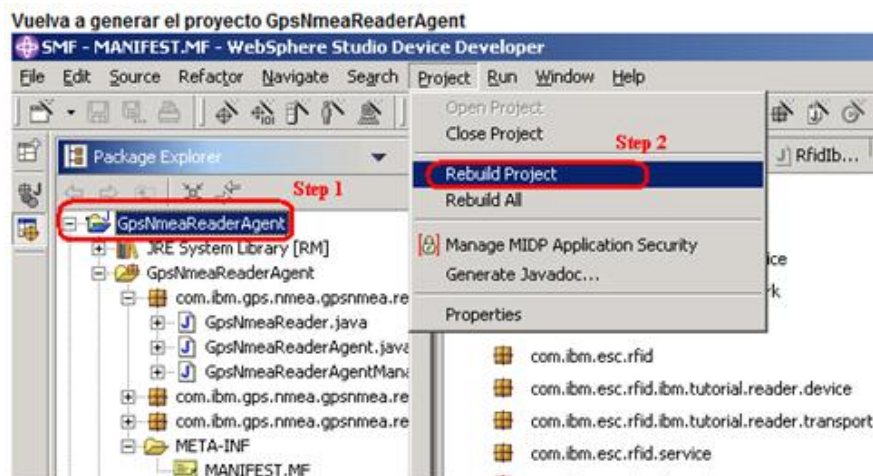 Vuelva a generar el proyecto GpsNmeaReaderAgent
SMF - MANIFEST.MF - WebSphere Studio Device Developer
File Edit Source Refactor Navigate Search Project Run Window Help
Open Project
Close Project
Step 2
Rebuild Project
Rebuild All
Manage MIDP Application Security
Generate Javadoc...
Properties
Package Explorer
RfidIb...
Step 1
GpsNmeaReaderAgent
JRE System Library [RM]
GpsNmeaReaderAgent
com.ibm.gps.nmea.gpsnmea.re
GpsNmeaReader.java
GpsNmeaReaderAgent.java
GpsNmeaReaderAgentMana
com.ibm.gps.nmea.gpsnmea.re
com.ibm.gps.nmea.gpsnmea.re
META-INF
MANIFEST.MF
ice
rk
com.ibm.esc.rfid
com.ibm.esc.rfid.ibm.tutorial.reader.device
com.ibm.esc.rfid.ibm.tutorial.reader.transport
com.ibm.esc.rfid.service